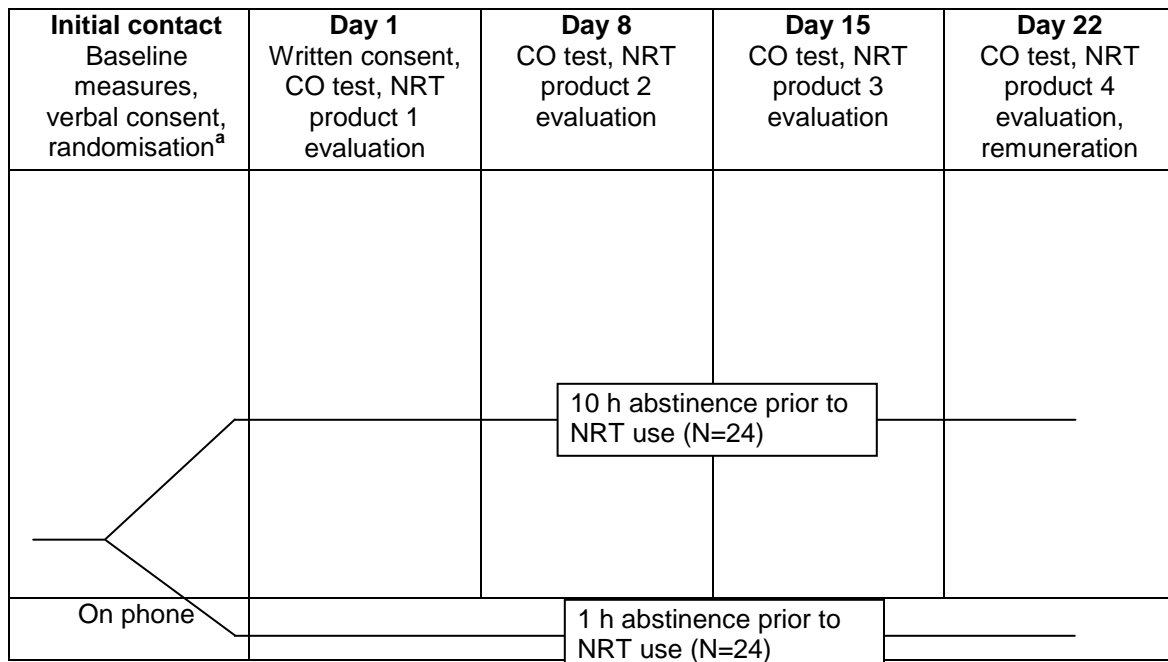 Initial contact
Baseline
measures,
verbal consent,
randomisationa
Day 1
Written consent,
CO test, NRT
product 1
evaluation
Day 8
CO test, NRT
product 2
evaluation
Day 15
CO test, NRT
product 3
evaluation
Day 22
CO test, NRT
product 4
evaluation,
remuneration
10 h abstinence prior to
NRT use (N=24)
On phone
1 h abstinence prior to
NRT use (N=24)